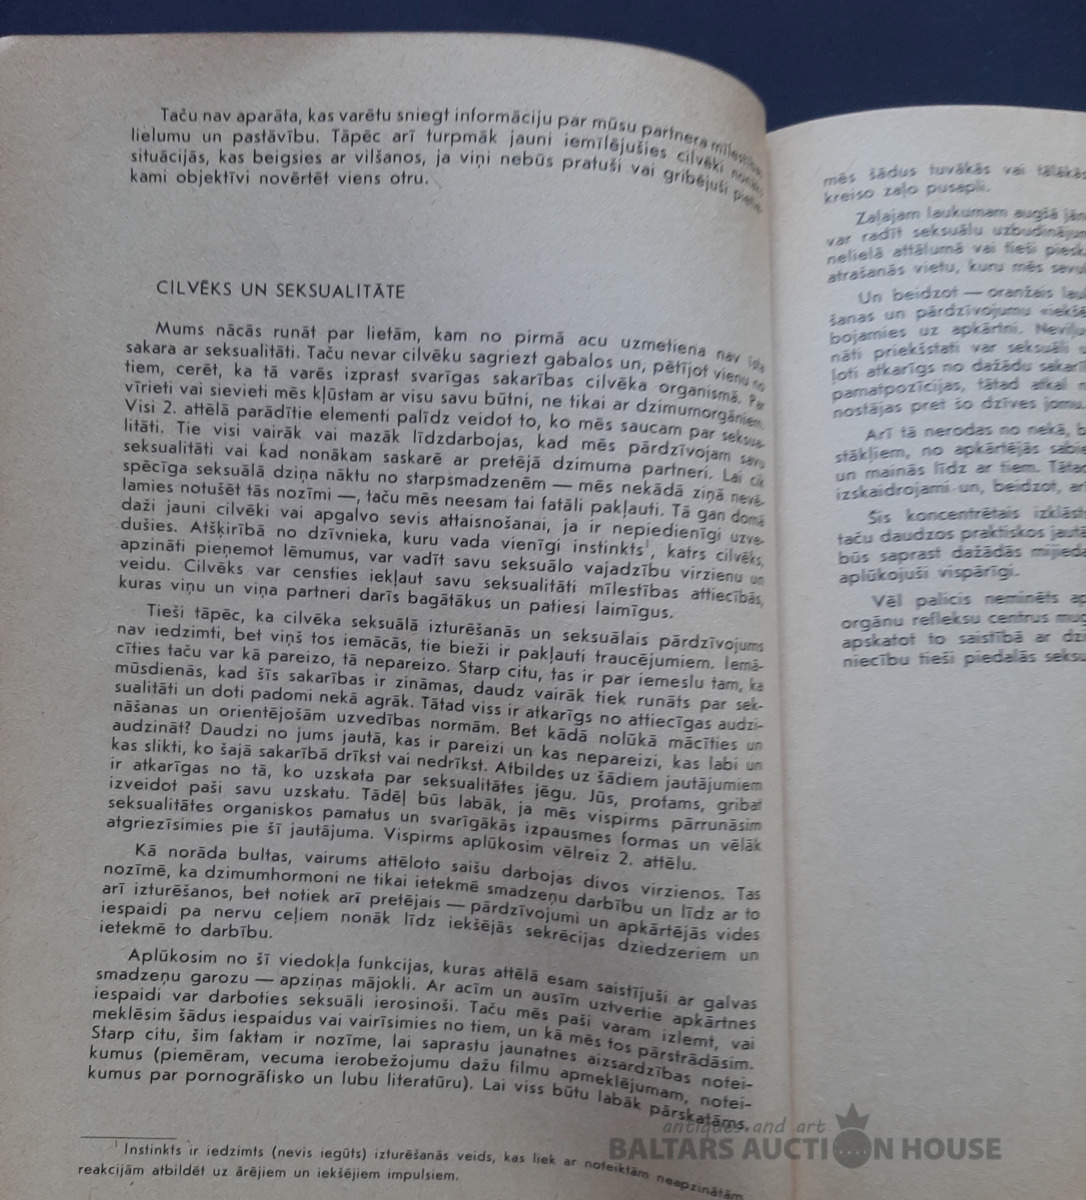 Taču nav aparāta, kas varētu sniegt informāciju par mūsu partnera mīlestības
lielumu un pastāvību. Tāpēc arī turpmāk jauni iemīlējušies cilvēki nonāks
situācijās, kas beigsies ar vilšanos, ja viņi nebūs pratuši vai gribējuši pietie-
kami objektīvi novērtēt viens otru.
CILVĒKS UN SEKSUALITĀTE
Mums nācās runāt par lietām, kam no pirmā acu uzmetiena nav
sakara ar seksualitāti. Taču nevar cilvēku sagriezt gabalos un, pētījot vienu no
tiem, cerēt, ka tā varēs izprast svarīgas sakarības cilvēka organismā. Par
vīrieti vai sievieti mēs kļūstam ar visu savu būtni, ne tikai ar dzimumorgāniem.
Visi 2. attēlā parādītie elementi palīdz veidot to, ko mēs saucam par seksua-
litāti. Tie visi vairāk vai mazāk līdzdarbojas, kad mēs pārdzīvojam savu
seksualitāti vai kad nonākam saskarē ar pretējā dzimuma partneri. Lai cik
spēcīga seksuālā dziņa nāktu no starpsmadzenēm — mēs nekādā ziņā nevē-
lamies notušēt tās nozīmi —, taču mēs neesam tai fatāli pakļauti. Tā gan domā
daži jauni cilvēki vai apgalvo sevis attaisnošanai, ja ir nepiedienīgi uzve-
dušies. Atšķirībā no dzīvnieka, kuru vada vienīgi instinkts¹, katrs cilvēks,
apzināti pieņemot lēmumus, var vadīt savu seksuālo vajadzību virzienu un
veidu. Cilvēks var censties iekļaut savu seksualitāti mīlestības attiecībās,
kuras viņu un viņa partneri darīs bagātākus un patiesi laimīgus.
Tieši tāpēc, ka cilvēka seksuālā izturēšanās un seksuālais pārdzīvojums
nav iedzimti, bet viņš tos iemācās, tie bieži ir pakļauti traucējumiem. Iemā-
cīties taču var kā pareizo, tā nepareizo. Starp citu, tas ir par iemeslu tam, ka
mūsdienās, kad šīs sakarības ir zināmas, daudz vairāk tiek runāts par sek-
sualitāti un doti padomi nekā agrāk. Tātad viss ir atkarīgs no attiecīgas audzi-
nāšanas un orientējošām uzvedības normām. Bet kādā nolūkā mācīties un
audzināt? Daudzi no jums jautā, kas ir pareizi un kas nepareizi, kas labi un
kas slikti, ko šajā sakarībā drīkst vai nedrīkst. Atbildes uz šādiem jautājumiem
ir atkarīgas no tā, ko uzskata par seksualitātes jēgu. Jūs, protams, gribat
izveidot paši savu uzskatu. Tādēļ būs labāk, ja mēs vispirms pārrunāsim
seksualitātes organiskos pamatus un svarīgākās izpausmes formas un vēlāk
atgriezīsimies pie šī jautājuma. Vispirms aplūkosim vēlreiz 2. attēlu.
Kā norāda bultas, vairums attēloto saišu darbojas divos virzienos. Tas
nozīmē, ka dzimumhormoni ne tikai ietekmē smadzeņu darbību un līdz ar to
arī izturēšanos, bet notiek arī pretējais — pārdzīvojumi un apkārtējās vides
iespaidi pa nervu ceļiem nonāk līdz iekšējās sekrēcijas dziedzeriem un
ietekmē to darbību.
Aplūkosim no šī viedokļa funkcijas, kuras attēlā esam saistījuši ar galvas
smadzeņu garozu — apziņas mājokli. Ar acīm un ausīm uztvertie apkārtnes
iespaidi var darboties seksuāli ierosinoši. Taču mēs paši varam izlemt, vai
meklēsim šādus iespaidus vai vairīsimies no tiem, un kā mēs tos pārstrādāsim.
Starp citu, šim faktam ir nozīme, lai saprastu jaunatnes aizsardzības notei-
kumus (piemēram, vecuma ierobežojumu dažu filmu apmeklējumam, notei-
kumus par pornogrāfisko un lubu literatūru). Lai viss būtu labāk pārskatāms,
¹ Instinkts ir iedzimts (nevis iegūts) izturēšanās veids, kas liek ar noteiktām neapzinātām
reakcijām atbildēt uz ārējiem un iekšējiem impulsiem.
mēs šādus tuvākās vai tālākās
kreiso zaļo pusapli.
Zaļajam laukumam augšā
var radīt seksuālu
nelielā attālumā vai tieši
atrašanās vietu, kuru mēs
Un beidzot — oranžais
šanas un pārdzīvojumu
bojamies uz apkārtni.
nāti priekšstati var seksuāli
ļoti atkarīgs no dažādu
pamatpozīcijas, tātad atkal
nostājas pret šo dzīves jomu.
Arī tā nerodas no nekā,
stākļiem, no apkārtējās
un mainās līdz ar tiem. Tātad
izskaidrojami un, beidzot,
Šis koncentrētais
taču daudzos praktiskos
būs saprast dažādās
aplūkojuši vispārīgi.
Vēl palicis neminēts
orgānu refleksu centrus
apskatot to saistībā ar
niecību tieši piedalās
antiques and art
BALTARS AUCTION HOUSE